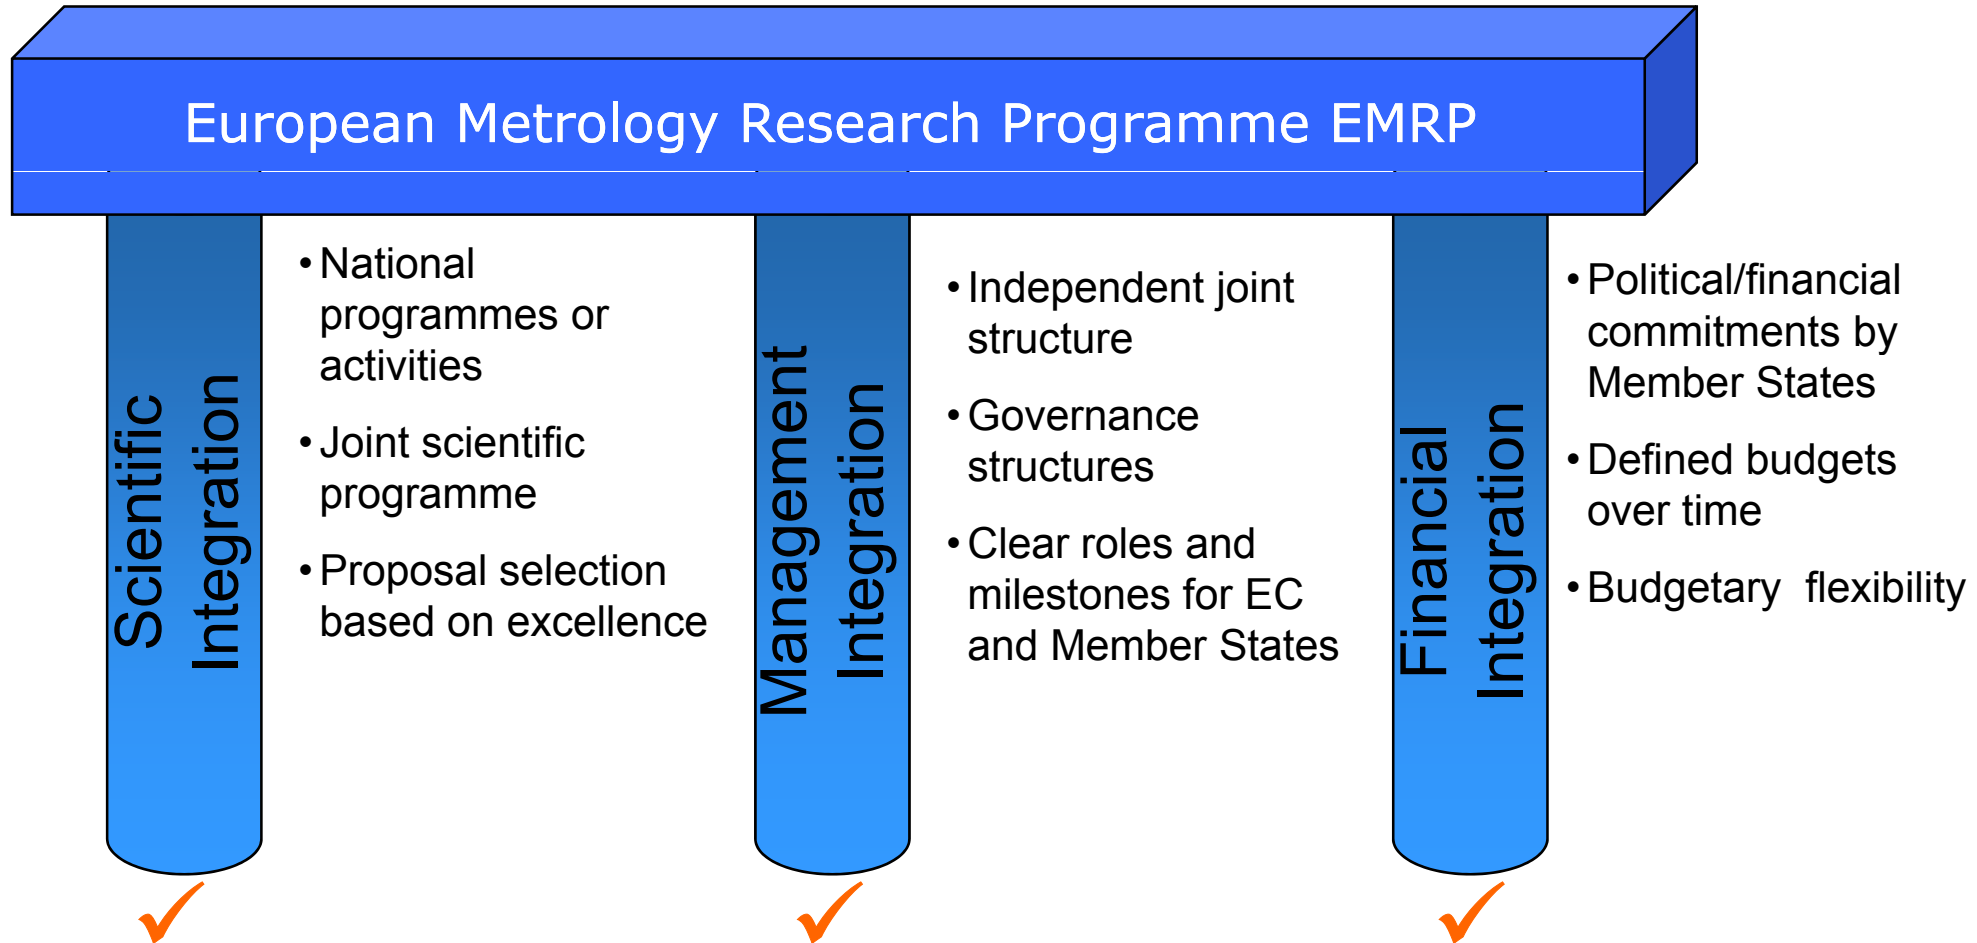 European Metrology Research Programme EMRP
Scientific
Integration
• National
programmes or
activities
• Joint scientific
programme
• Proposal selection
based on excellence
Management
Integration
• Independent joint
structure
• Governance
structures
• Clear roles and
milestones for EC
and Member States
Financial
Integration
• Political/financial
commitments by
Member States
• Defined budgets
over time
• Budgetary  flexibility